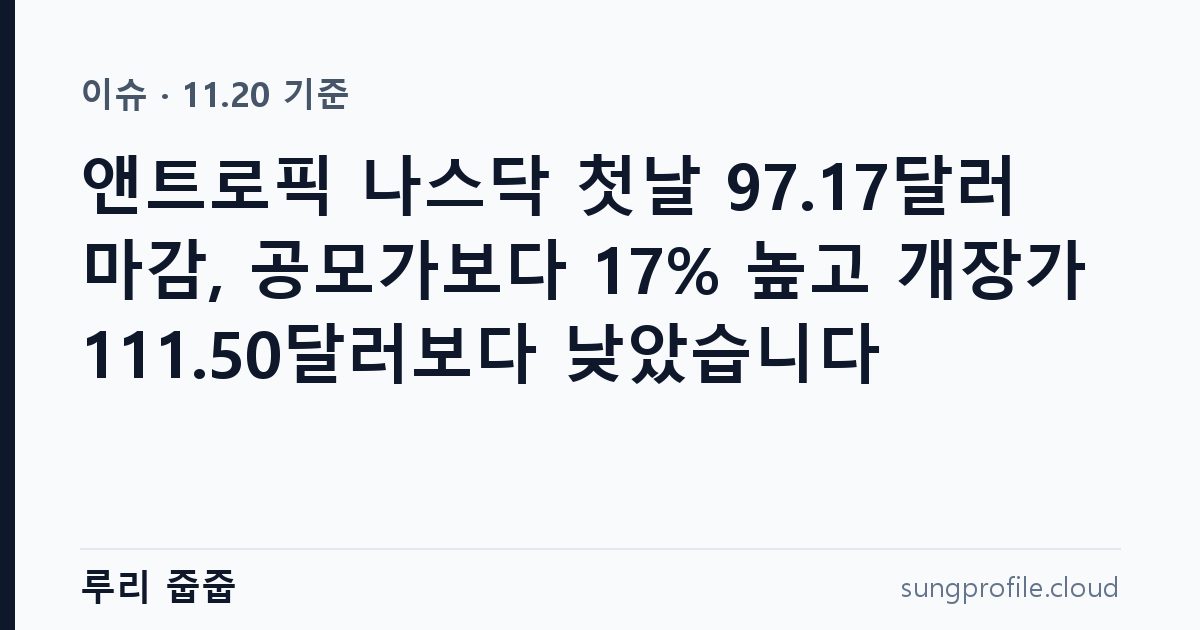 이슈 · 11.20 기준
앤트로픽 나스닥 첫날 97.17달러
마감, 공모가보다 17% 높고 개장가
111.50달러보다 낮았습니다
루리 줍줍
sungprofile.cloud